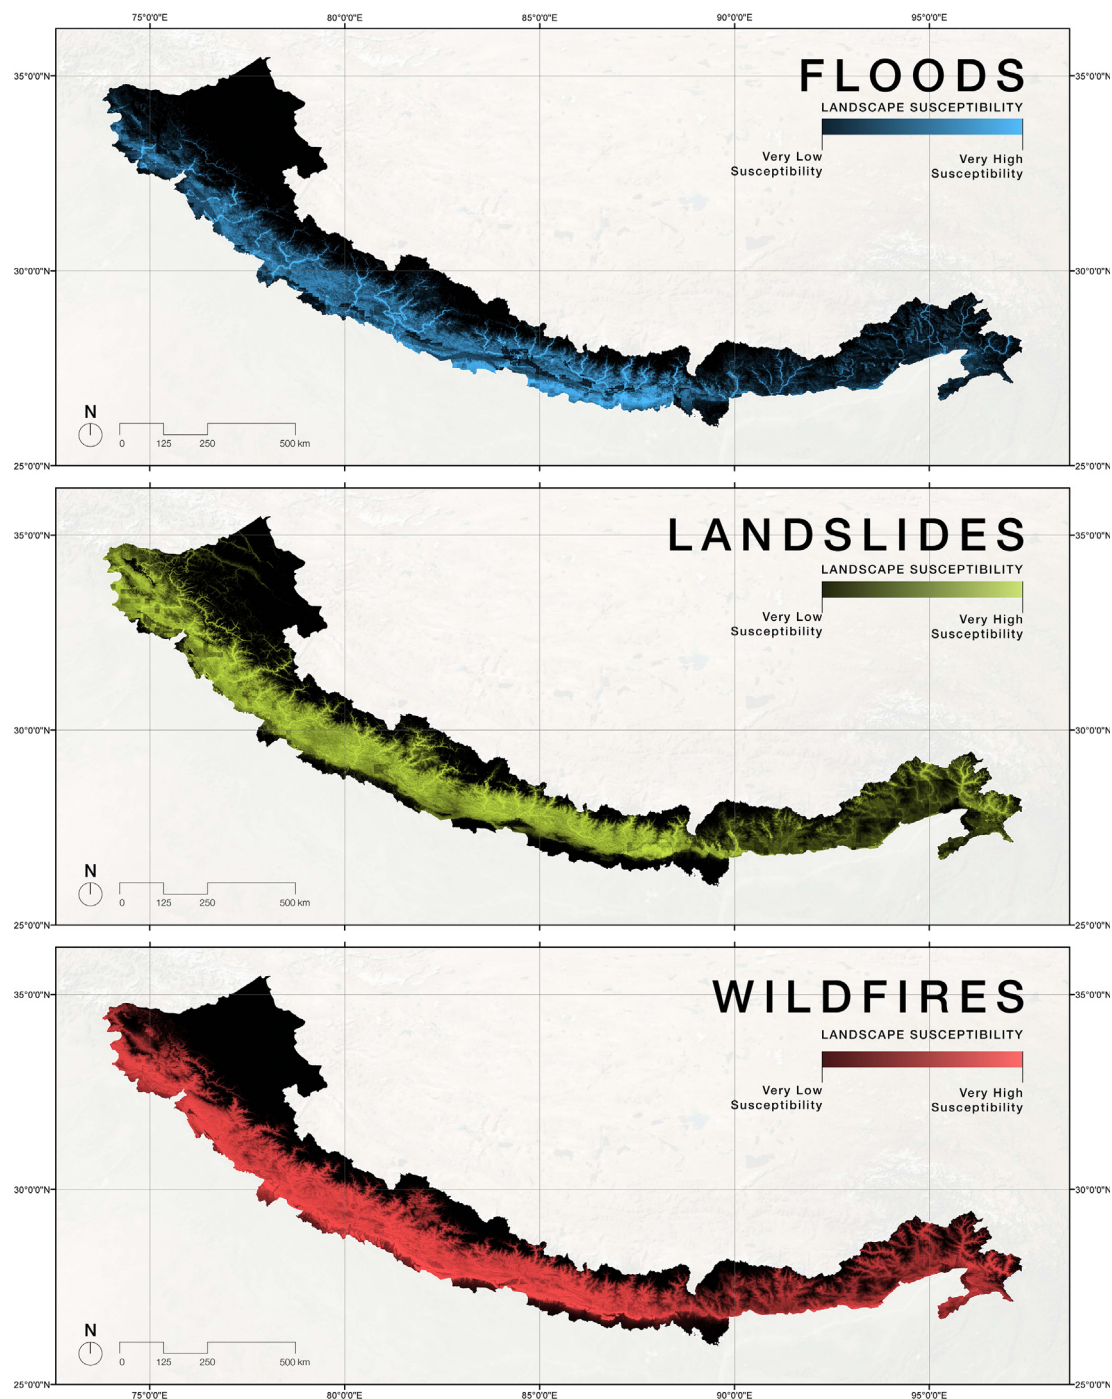 75°0'0"E 80°0'0"E 85°0'0"E 90°0'0"E 95°0'0"E
35°0'0"N 35°0'0"N
FLOODS
LANDSCAPE SUSCEPTIBILITY
Very Low Very High
Susceptibility Susceptibility
30°0'0"N 30°0'0"N
N
0 125 250 500 km
25°0'0"N 25°0'0"N
LANDSLIDES
35°0'0"N 35°0'0"N
LANDSCAPE SUSCEPTIBILITY
Very Low Very High
Susceptibility Susceptibility
30°0'0"N 30°0'0"N
N
0 125 250 500 km
25°0'0"N 25°0'0"N
WILDFIRES
35°0'0"N 35°0'0"N
LANDSCAPE SUSCEPTIBILITY
Very Low Very High
Susceptibility Susceptibility
30°0'0"N 30°0'0"N
N
0 125 250 500 km
25°0'0"N 25°0'0"N
75°0'0"E 80°0'0"E 85°0'0"E 90°0'0"E 95°0'0"E